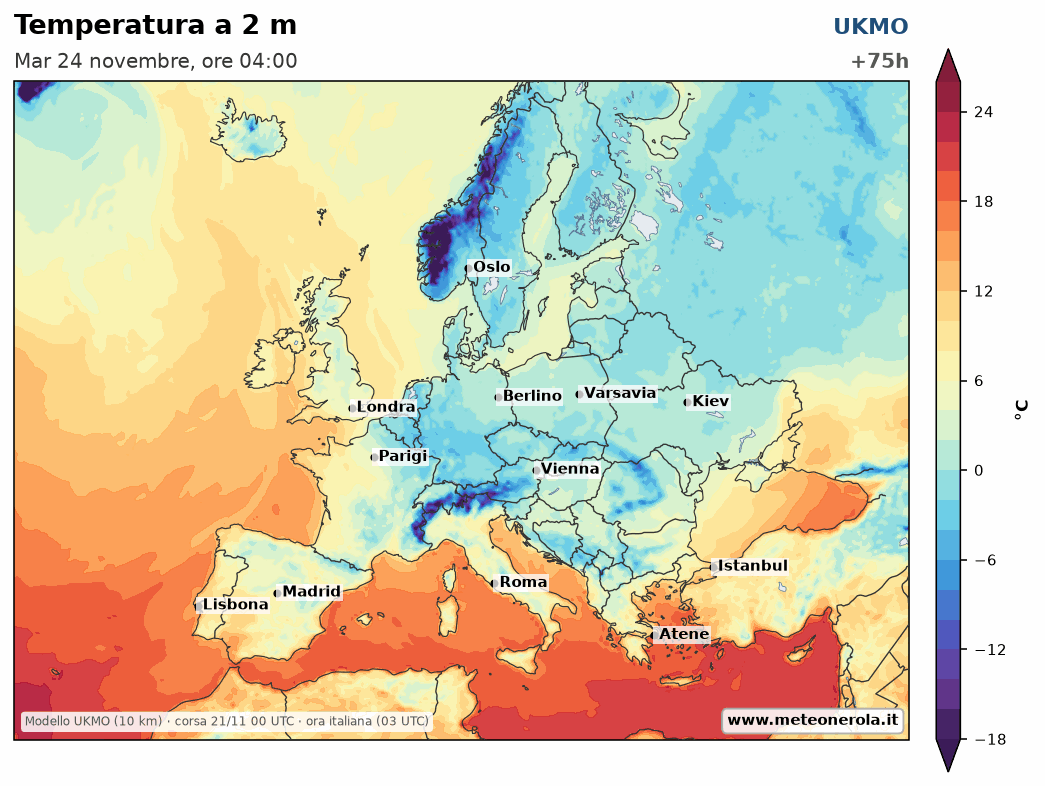 Temperatura a 2 m
UKMO
Mar 24 novembre, ore 04:00
+75h
24
18
12
6
0
−6
−12
−18
°C
Oslo
Londra
Berlino
Varsavia
Kiev
Parigi
Vienna
Istanbul
Roma
Madrid
Lisbona
Atene
Modello UKMO (10 km) · corsa 21/11 00 UTC · ora italiana (03 UTC)
www.meteonerola.it